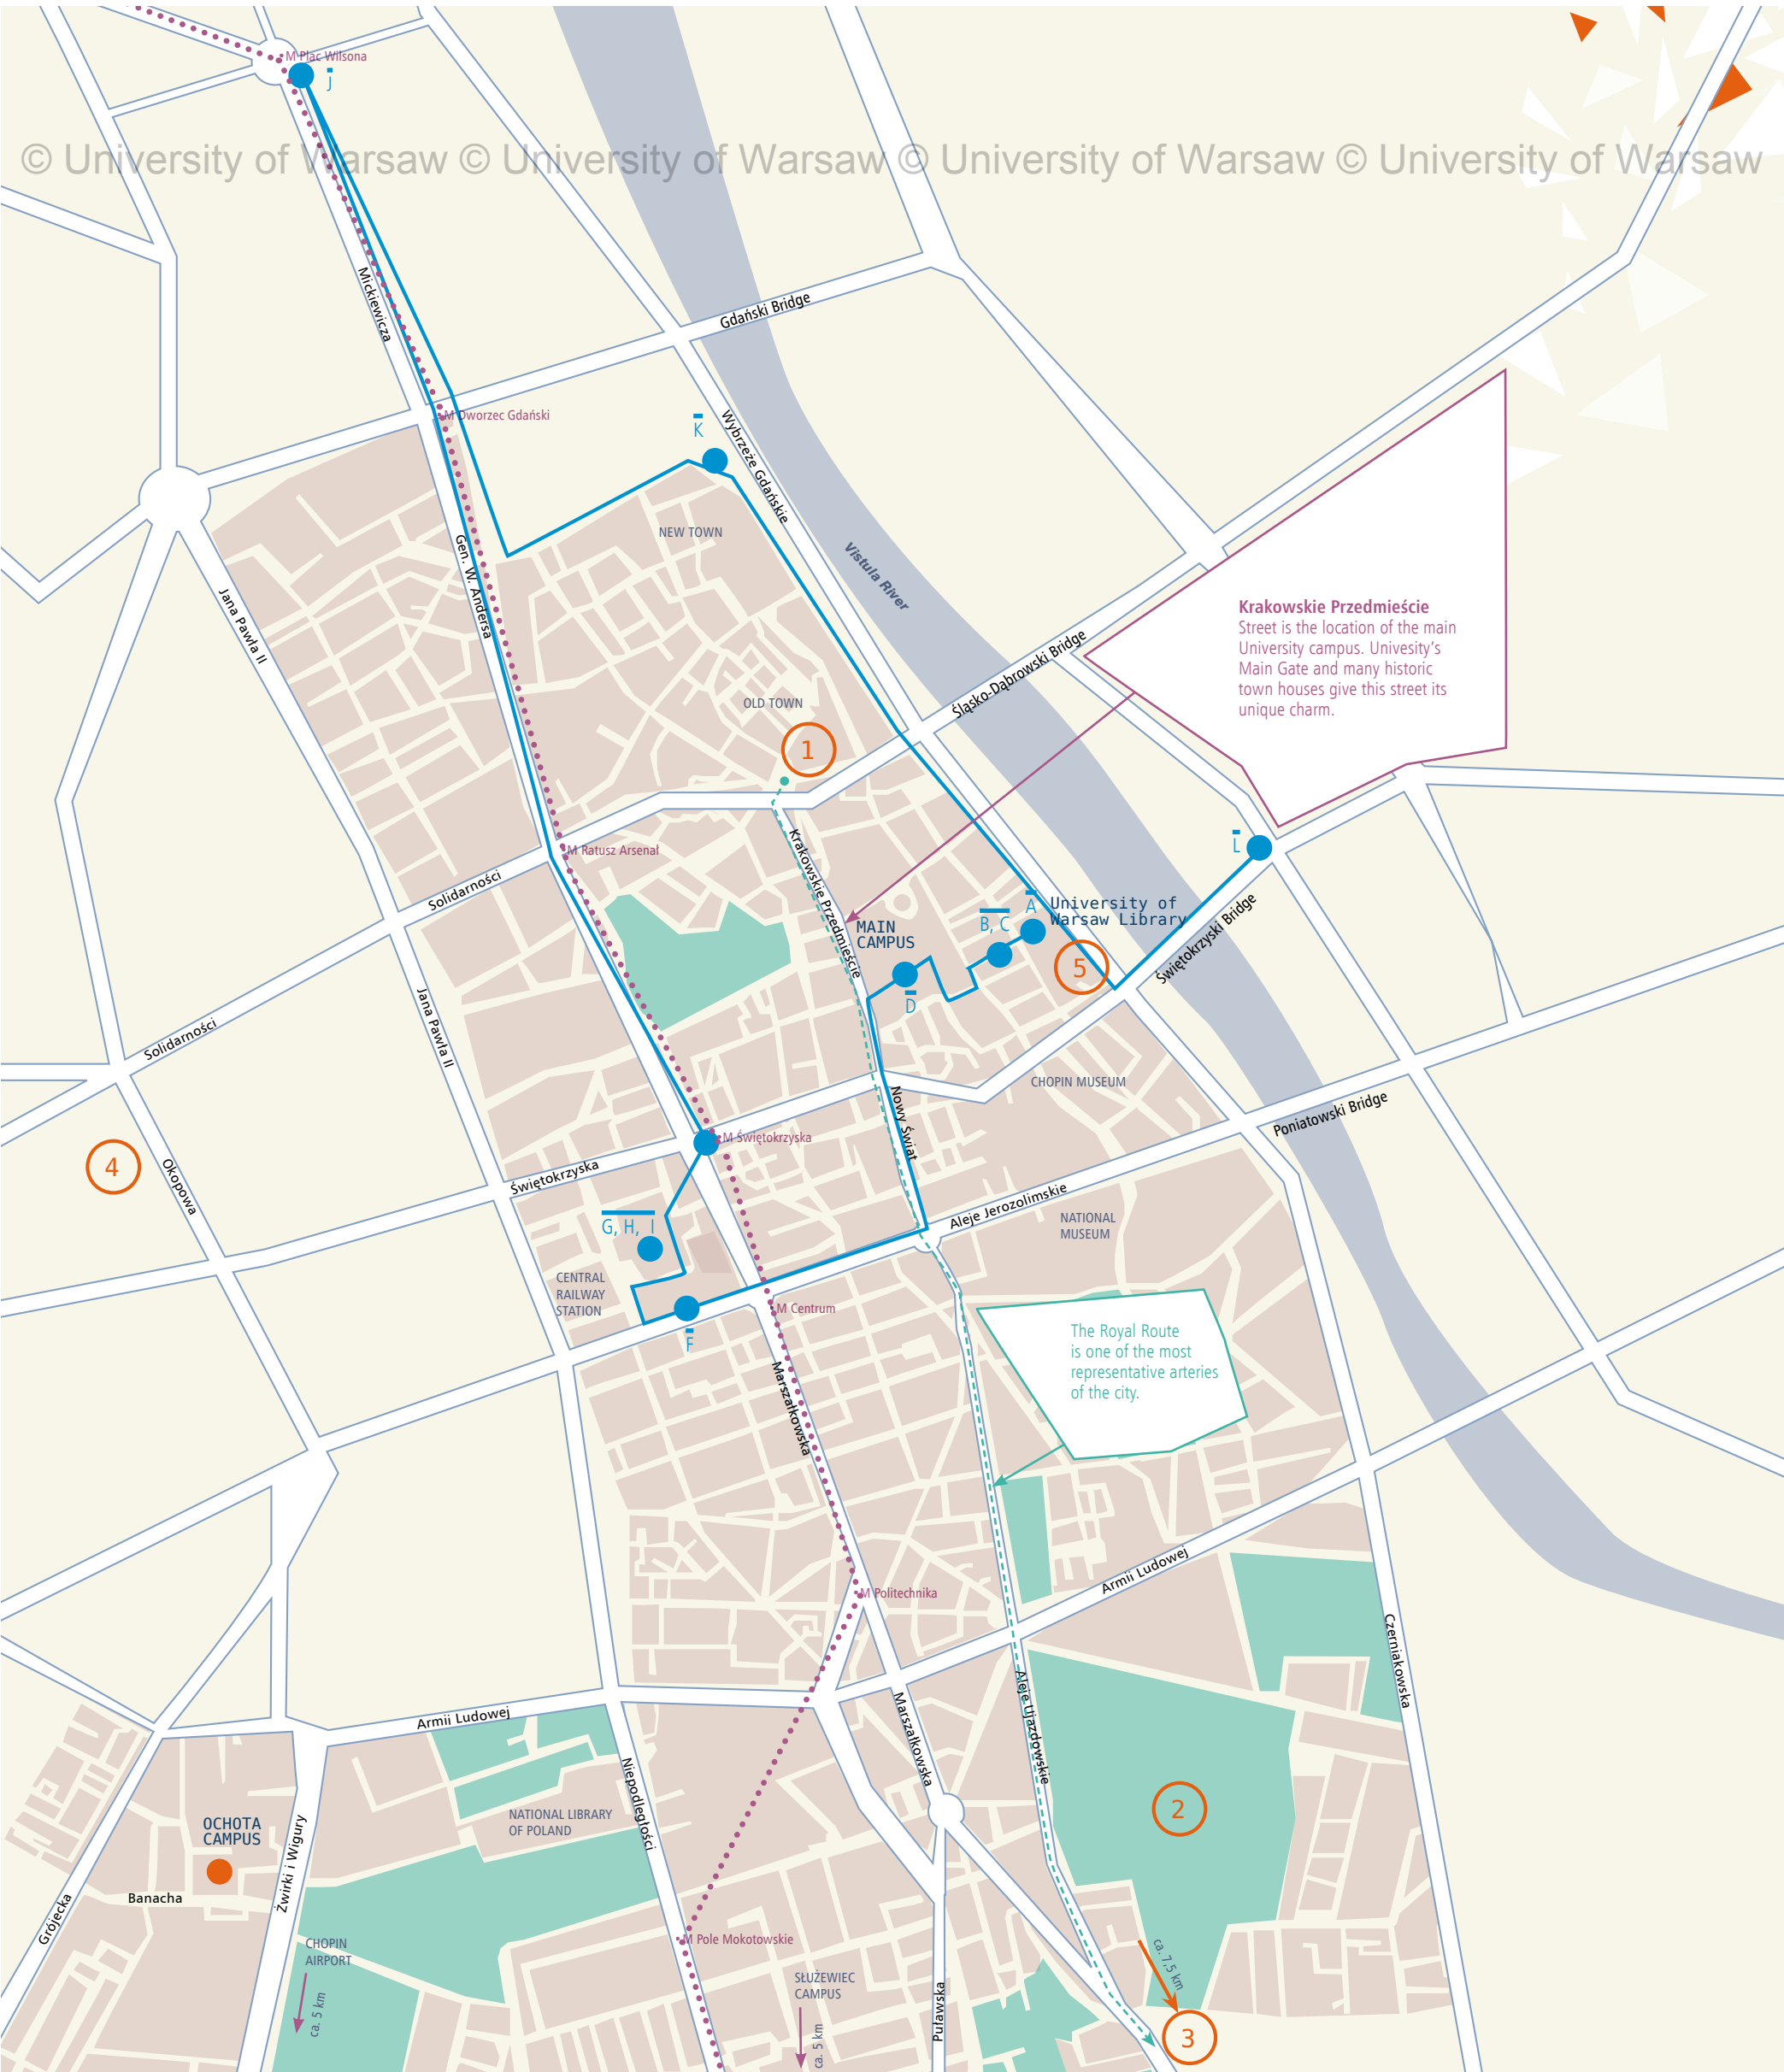 M Plac Wilsona
J
© University of Warsaw © University of Warsaw © University of Warsaw © University of Warsaw
Mickiewicza
Gdański Bridge
M Dworzec Gdański
K
Wybrzeże Gdańskie
NEW TOWN
Gen. W. Andersa
Vistula River
Jana Pawła II
Krakowskie Przedmieście
Street is the location of the main
University campus. Univesity's
Main Gate and many historic
town houses give this street its
unique charm.
Śląsko-Dąbrowski Bridge
OLD TOWN
1
M Ratusz Arsenał
L
Krakowskie Przedmieście
Solidarności
A
University of
Warsaw Library
B, C
MAIN
CAMPUS
5
Świętokrzyski Bridge
D
Jana Pawła II
Solidarności
CHOPIN MUSEUM
Nowy Świat
Poniatowski Bridge
M Świętokrzyska
4
Okopowa
Świętokrzyska
G, H, I
Aleje Jerozolimskie
NATIONAL
MUSEUM
CENTRAL
RAILWAY
STATION
M Centrum
F
The Royal Route
is one of the most
representative arteries
of the city.
Marszałkowska
Armii Ludowej
M Politechnika
Czerniakowska
Aleje Ujazdowskie
Armii Ludowej
Marszałkowska
Niepodległości
2
NATIONAL LIBRARY
OF POLAND
OCHOTA
CAMPUS
Żwirki i Wigury
Banacha
Grójecka
M Pole Mokotowskie
CHOPIN
AIRPORT
ca. 5 km
SŁUŻEWIEC
CAMPUS
ca. 5 km
Puławska
ca. 7,5 km
3